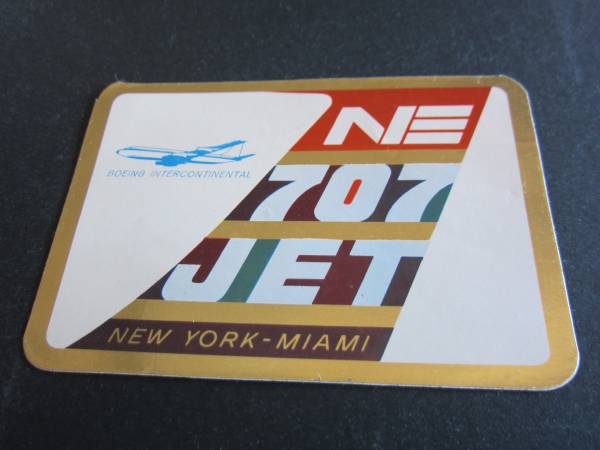 NE
BOEING INTERCONTINENTAL
707
JET
NEW YORK-MIAMI